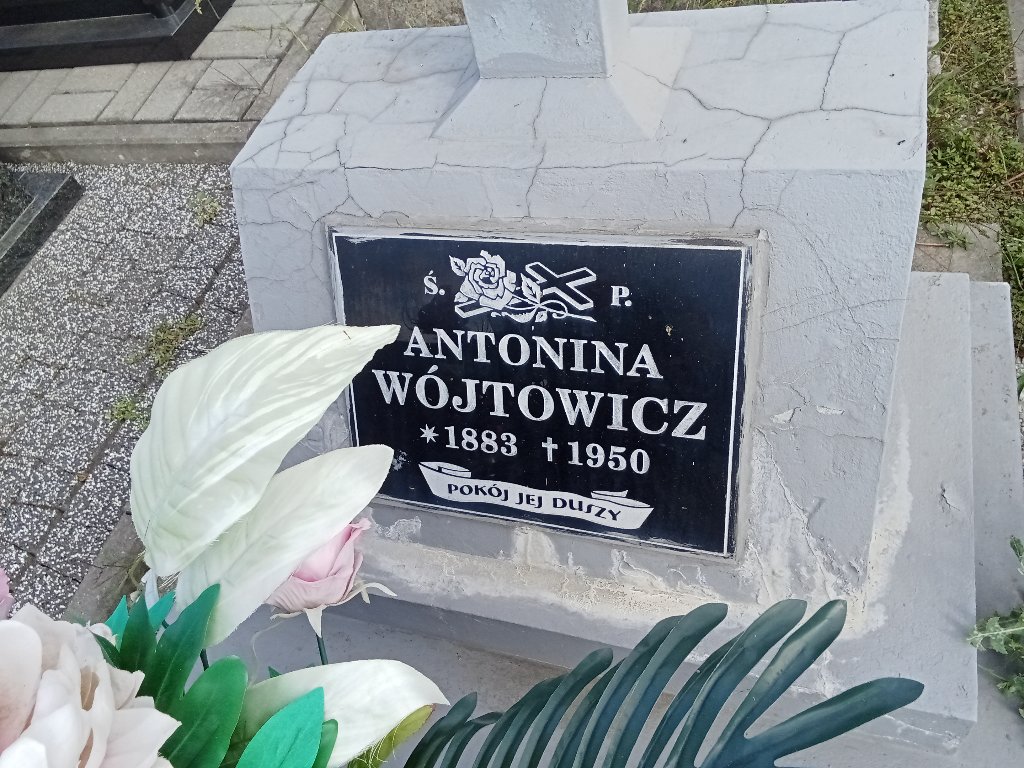 Ś. P.
ANTONINA
WÓJTOWICZ
*1883 ✝1950
POKÓJ JEJ DUSZY